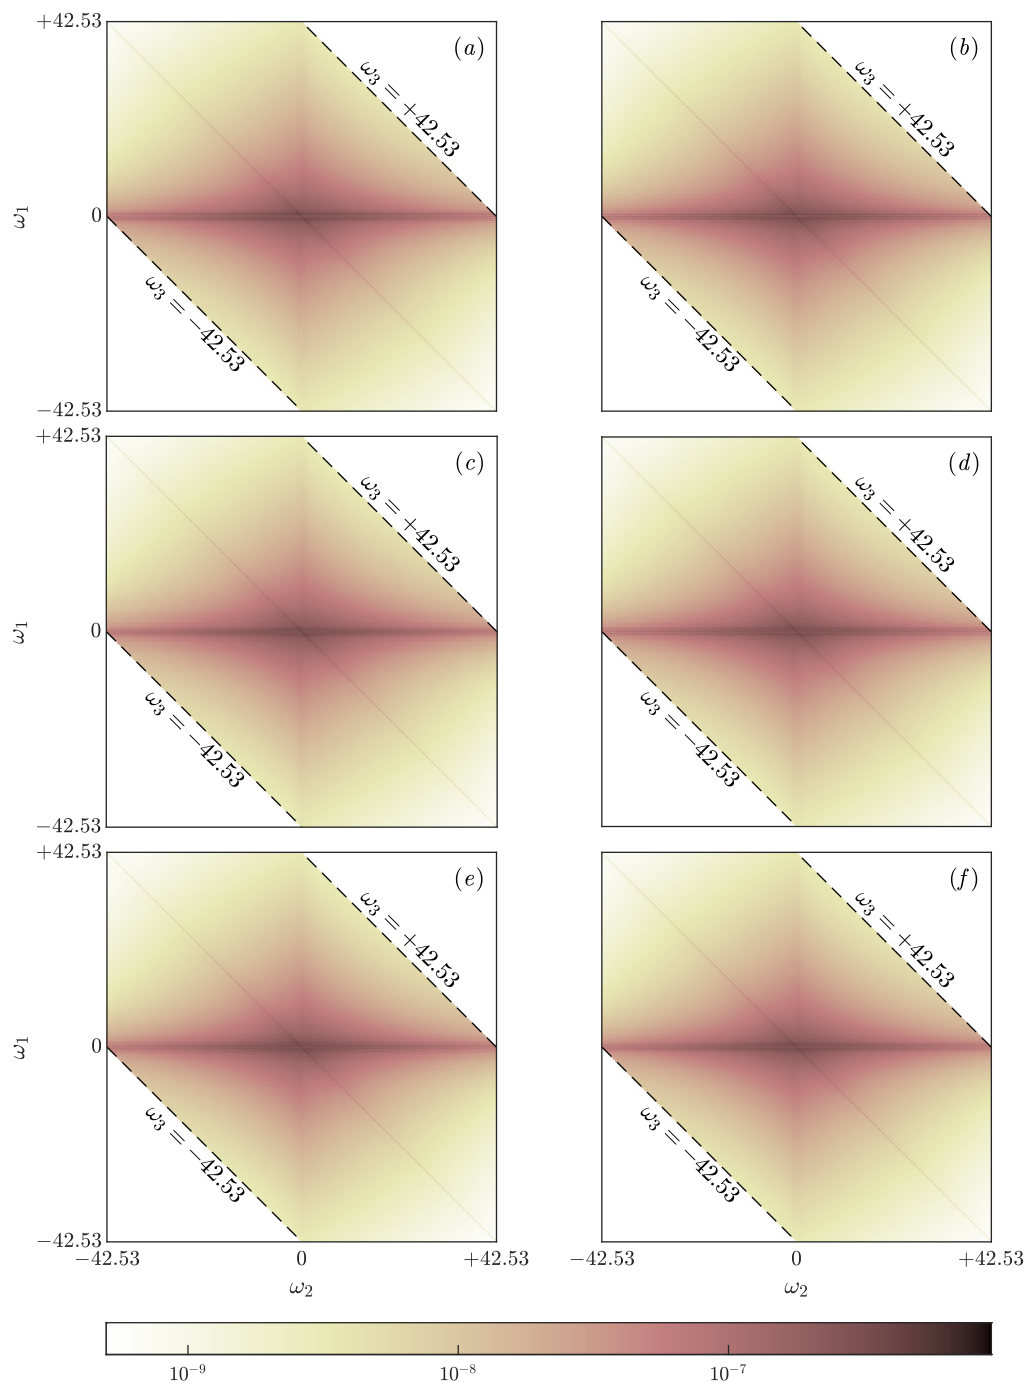 +42.53
(a)
(b)
ω₃ = +42.53
ω₃ = +42.53
ω₁
0
ω₃ = −42.53
ω₃ = −42.53
−42.53
+42.53
(c)
(d)
ω₃ = +42.53
ω₃ = +42.53
ω₁
0
ω₃ = −42.53
ω₃ = −42.53
−42.53
+42.53
(e)
(f)
ω₃ = +42.53
ω₃ = +42.53
ω₁
0
ω₃ = −42.53
ω₃ = −42.53
−42.53
−42.53 0 +42.53
−42.53 0 +42.53
ω₂
ω₂
10⁻⁹ 10⁻⁸ 10⁻⁷